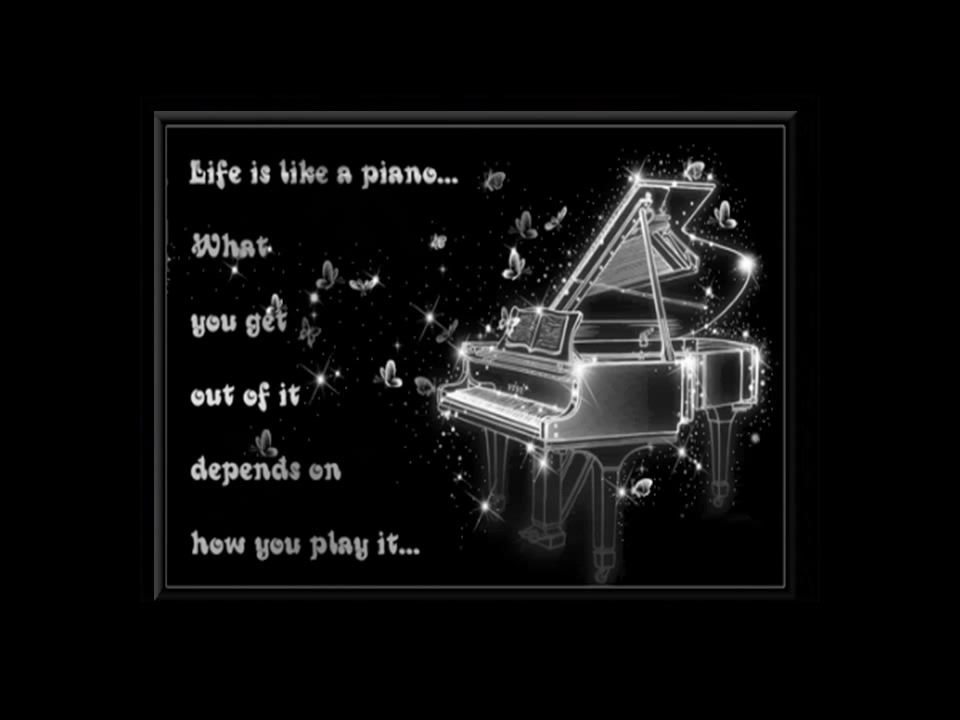 Life is like a piano...
What
you get
out of it
depends on
how you play it...